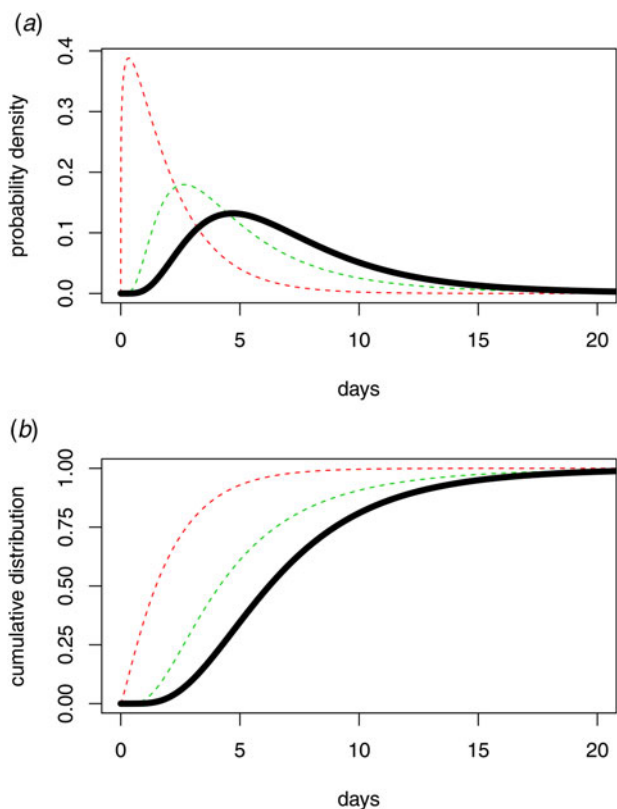 (a)
probability density
0.4
0.3
0.2
0.1
0.0
0 5 10 15 20
days
(b)
cumulative distribution
1.00
0.75
0.50
0.25
0.00
0 5 10 15 20
days